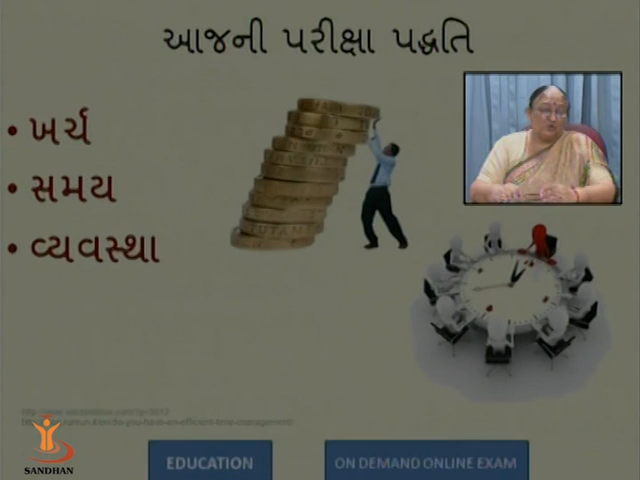 આજની પરીક્ષા પદ્ધતિ
• ખર્ચ
• સમય
• વ્યવસ્થા
SANDHAN
EDUCATION
ON DEMAND ONLINE EXAM